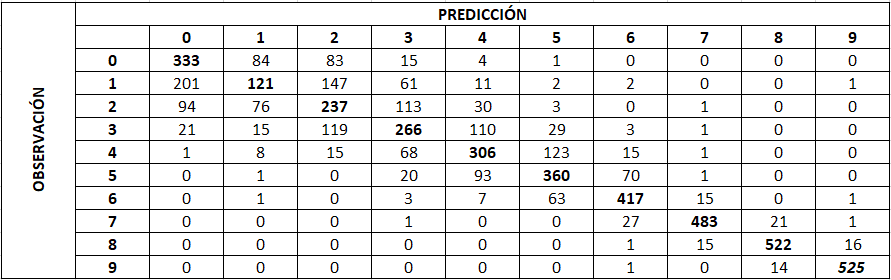 PREDICCIÓN
0 1 2 3 4 5 6 7 8 9
OBSERVACIÓN
0 333 84 83 15 4 1 0 0 0 0
1 201 121 147 61 11 2 2 0 0 1
2 94 76 237 113 30 3 0 1 0 0
3 21 15 119 266 110 29 3 1 0 0
4 1 8 15 68 306 123 15 1 0 0
5 0 1 0 20 93 360 70 1 0 0
6 0 1 0 3 7 63 417 15 0 1
7 0 0 0 1 0 0 27 483 21 1
8 0 0 0 0 0 0 1 15 522 16
9 0 0 0 0 0 0 1 0 14 525